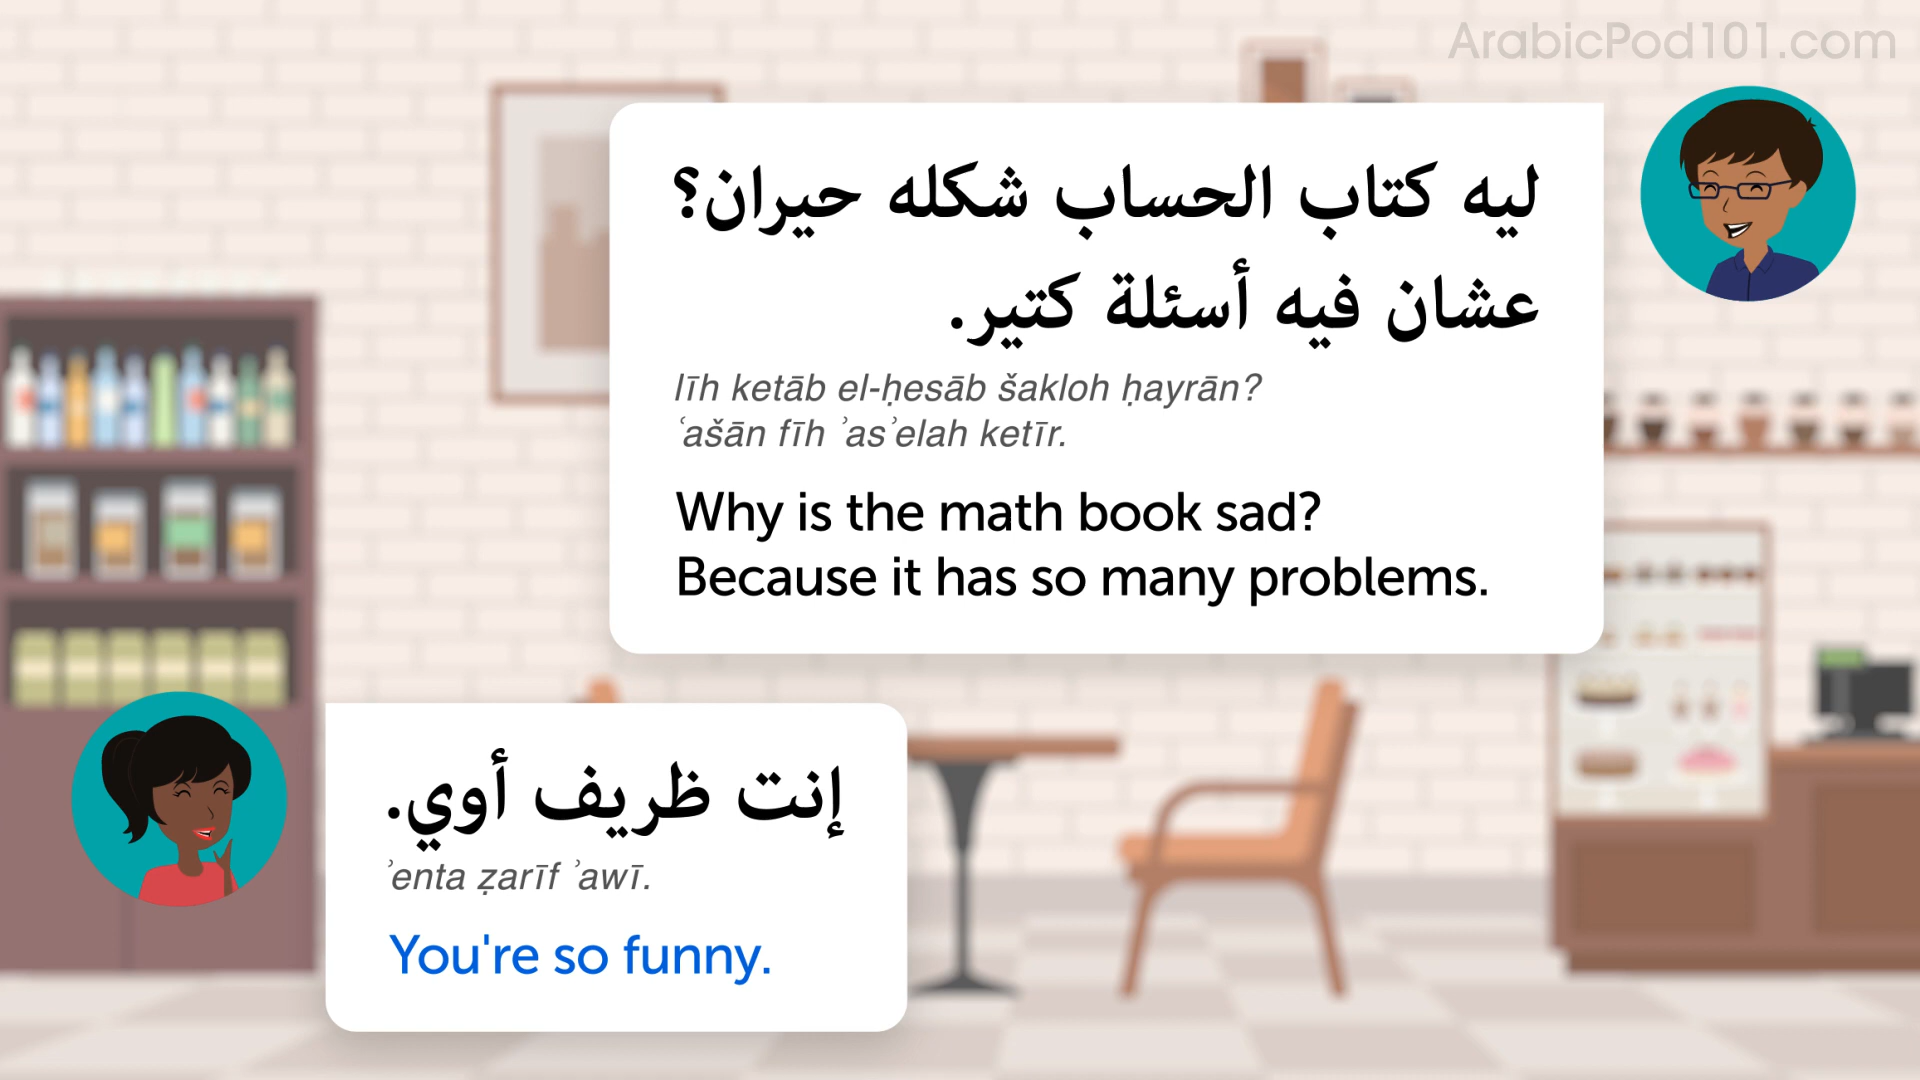 ArabicPod101.com
ليه كتاب الحساب شكله حيران؟
عشان فيه أسئلة كتير.
līh ketāb el-ḥesāb šakloh ḥayrān?
ʿašān fīh ʾasʾelah ketīr.
Why is the math book sad?
Because it has so many problems.
إنت ظريف أوي.
ʾenta ẓarīf ʾawī.
You're so funny.